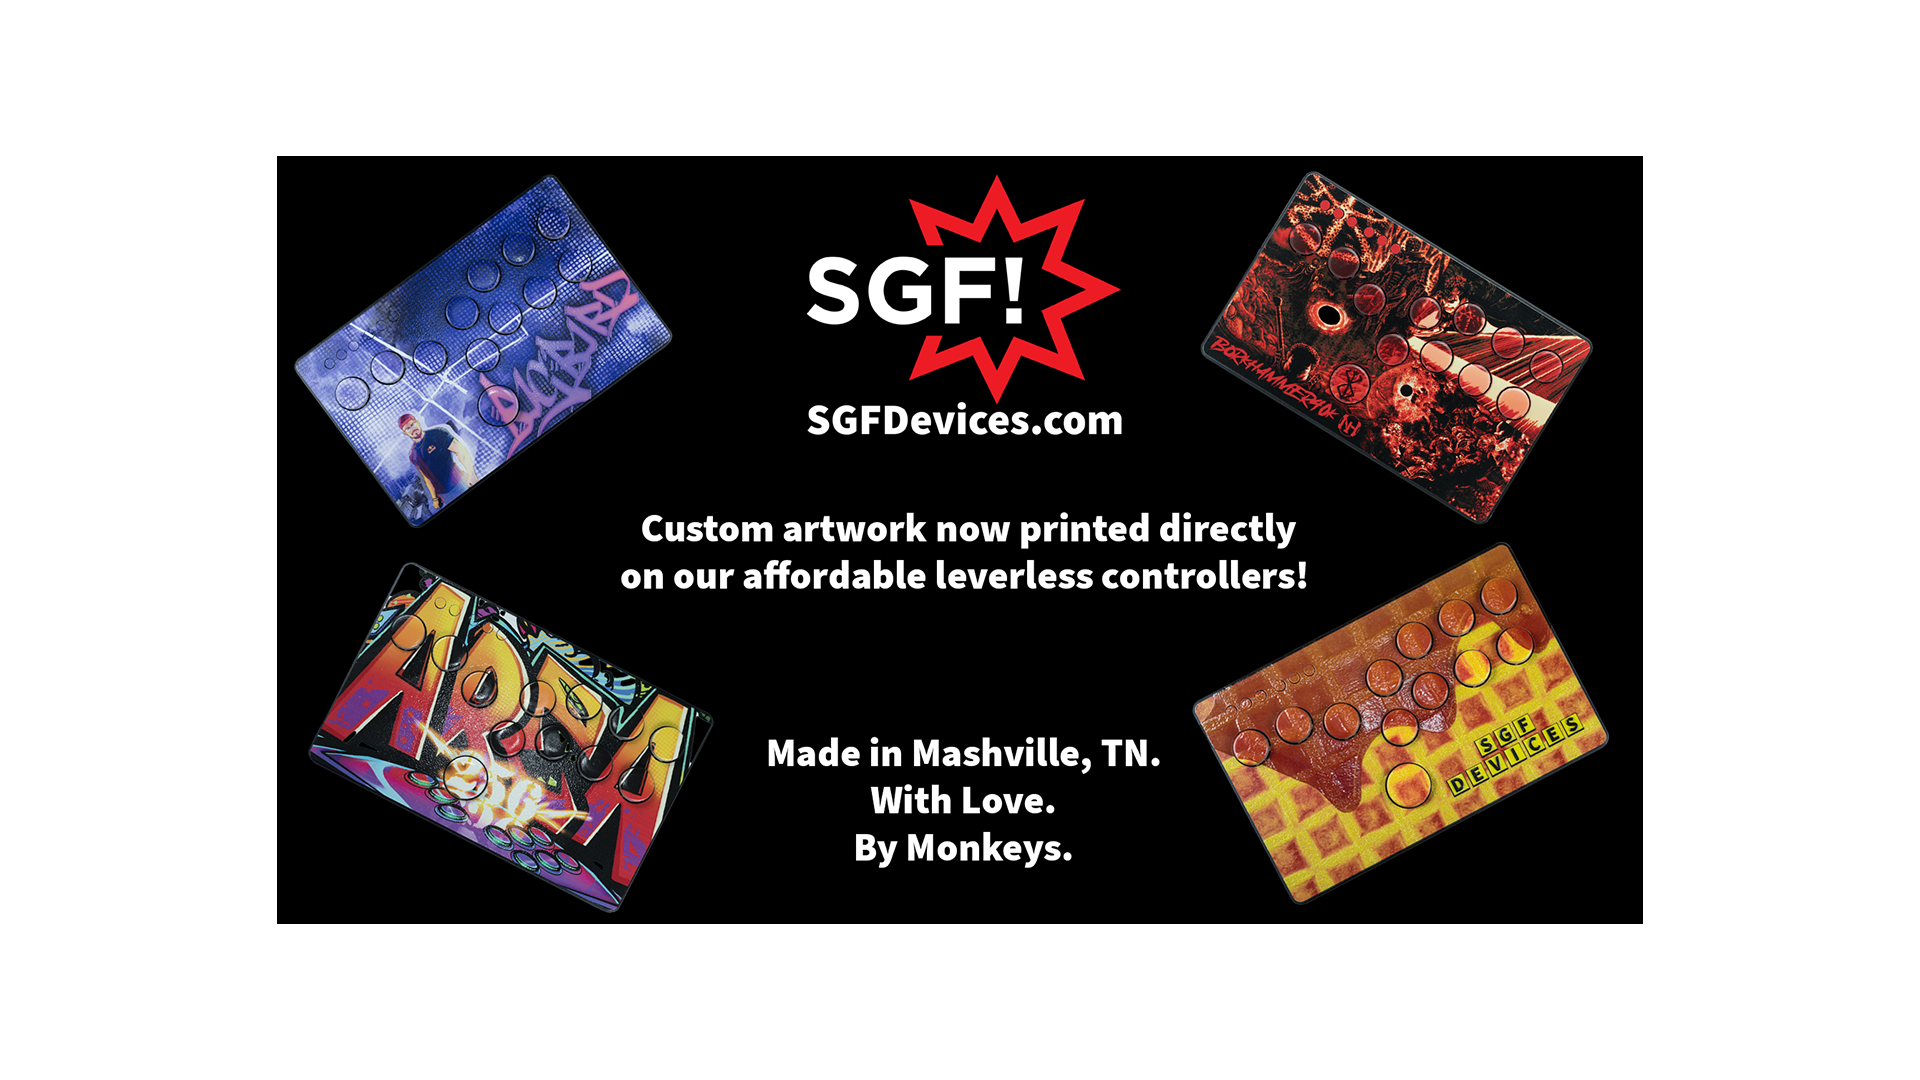 SGF!
SGFDevices.com
Custom artwork now printed directly
on our affordable leverless controllers!
Made in Mashville, TN.
With Love.
By Monkeys.
ARENA
SGF
DEVICES